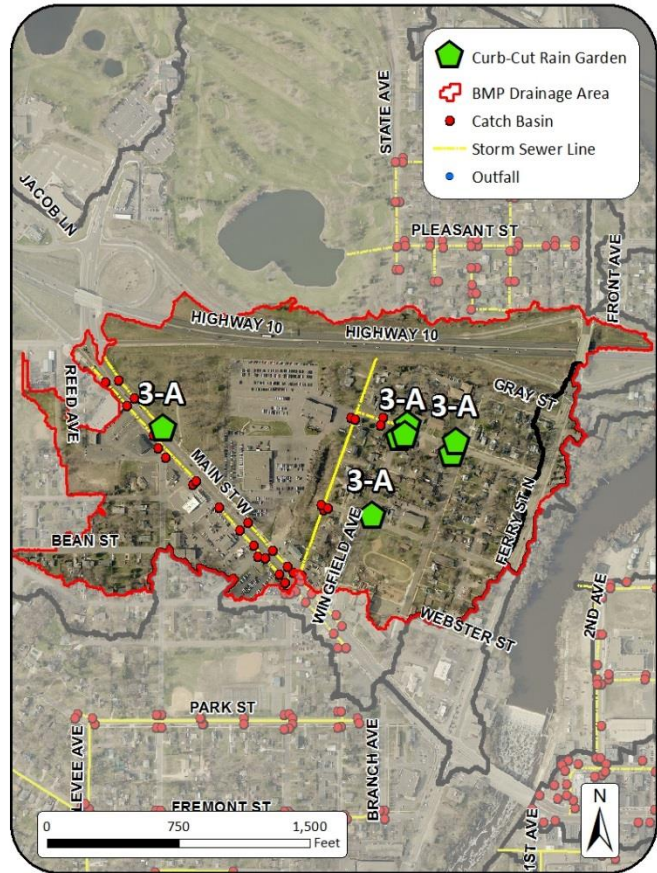 Curb-Cut Rain Garden
BMP Drainage Area
Catch Basin
Storm Sewer Line
Outfall
STATE AVE
JACOB LN
PLEASANT ST
FRONT AVE
HIGHWAY 10
HIGHWAY 10
REED AVE
3-A
3-A
3-A
GRAY ST
MAIN ST W
3-A
BEAN ST
WINGFIELD AVE
FERRY ST N
WEBSTER ST
2ND AVE
PARK ST
LEVEE AVE
BRANCH AVE
FREMONT ST
1ST AVE
N
0 750 1,500
Feet